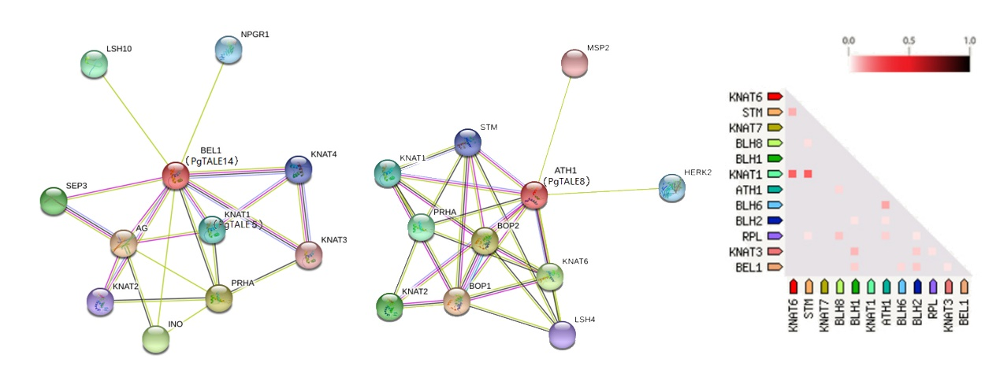 LSH10
NPGR1
BEL1
(PgTALE14)
KNAT4
SEP3
KNAT1
(PgTALE5)
AG
KNAT3
KNAT2
PRHA
INO
MSP2
STM
KNAT1
ATH1
(PgTALE8)
HERK2
PRHA
BOP2
KNAT6
BOP1
KNAT2
LSH4
0.0 0.5 1.0
KNAT6
STM
KNAT7
BLH8
BLH1
KNAT1
ATH1
BLH6
BLH2
RPL
KNAT3
BEL1
KNAT6
STM
KNAT7
BLH8
BLH1
KNAT1
ATH1
BLH6
BLH2
RPL
KNAT3
BEL1